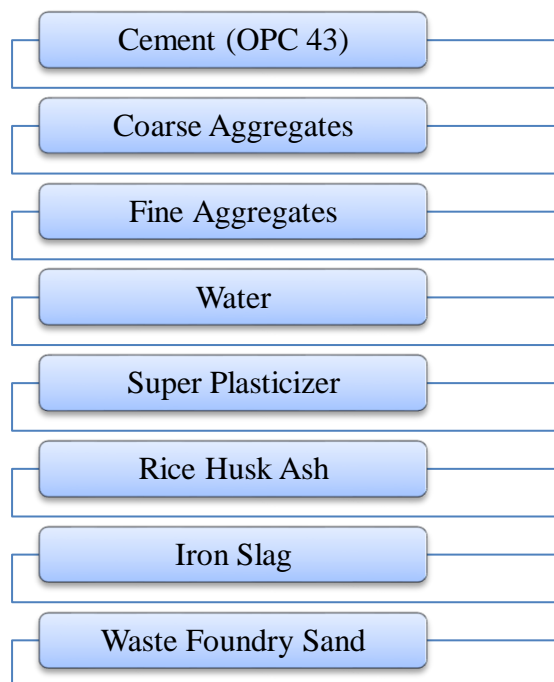 Cement (OPC 43)
Coarse Aggregates
Fine Aggregates
Water
Super Plasticizer
Rice Husk Ash
Iron Slag
Waste Foundry Sand